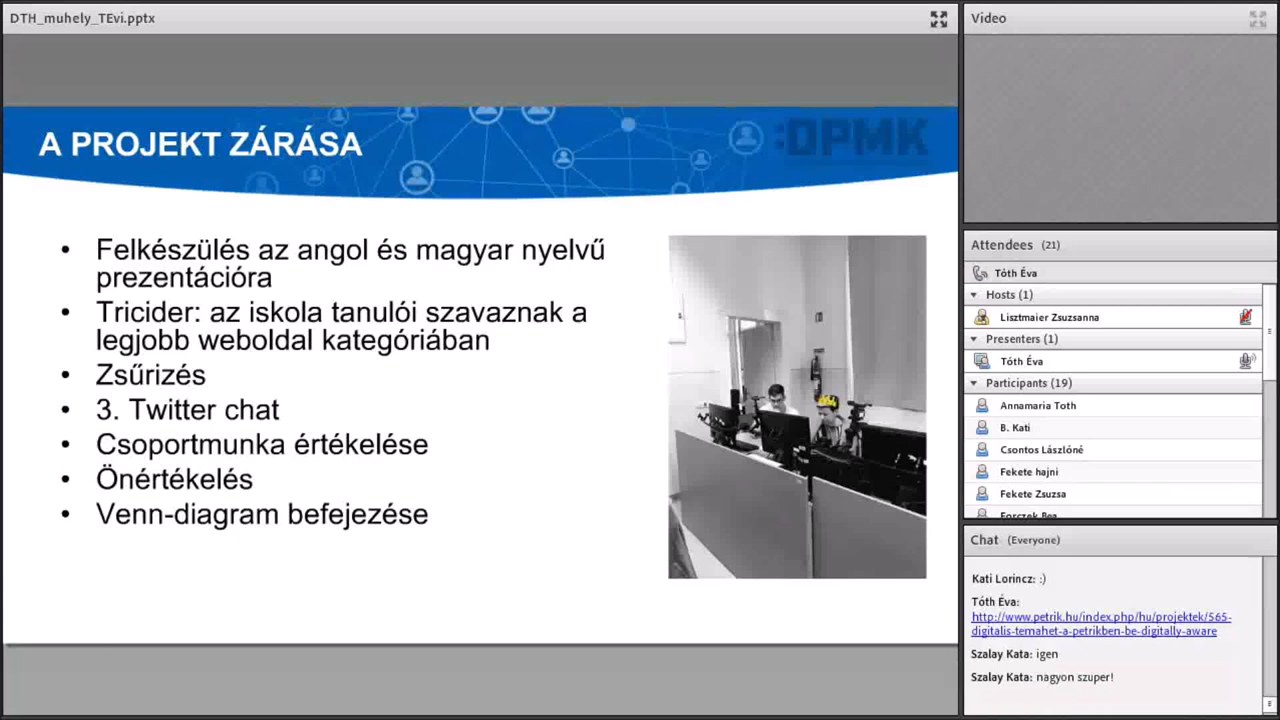 DTH_muhely_TEvi.pptx
A PROJEKT ZÁRÁSA
:DPMK
• Felkészülés az angol és magyar nyelvű
prezentációra
• Tricider: az iskola tanulói szavaznak a
legjobb weboldal kategóriában
• Zsűrizés
• 3. Twitter chat
• Csoportmunka értékelése
• Önértékelés
• Venn-diagram befejezése
Video
Attendees (21)
Tóth Éva
Hosts (1)
Lisztmaier Zsuzsanna
Presenters (1)
Tóth Éva
Participants (19)
Annamaria Toth
B. Kati
Csontos Lászlóné
Fekete hajni
Fekete Zsuzsa
Forczek Bea
Chat (Everyone)
Kati Lorincz: :)
Tóth Éva:
http://www.petrik.hu/index.php/hu/projektek/565-
digitalis-temahet-a-petrikben-be-digitally-aware
Szalay Kata: igen
Szalay Kata: nagyon szuper!